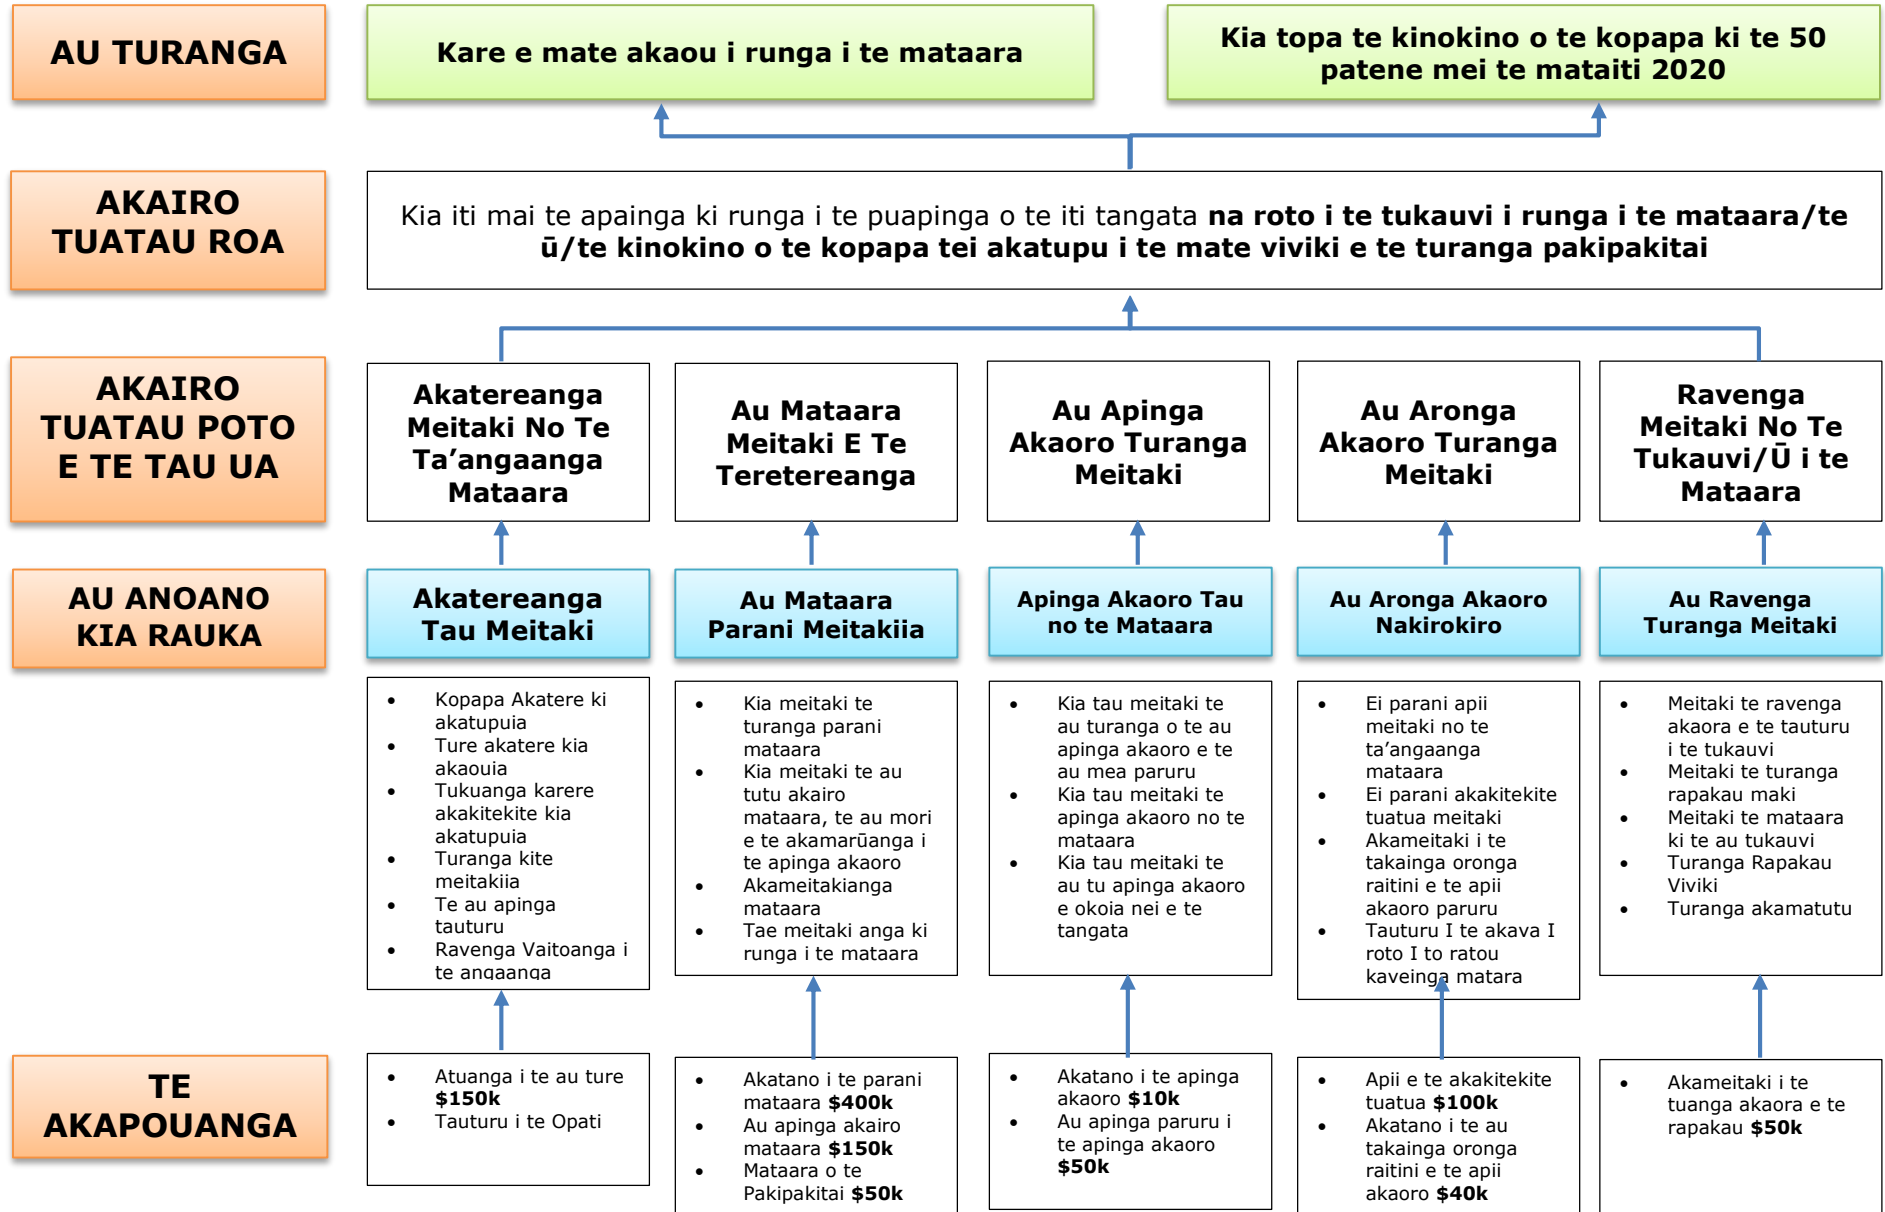 AU TURANGA
Kare e mate akaou i runga i te mataara
Kia topa te kinokino o te kopapa ki te 50
patene mei te mataiti 2020
AKAIRO
TUATAU ROA
Kia iti mai te apainga ki runga i te puapinga o te iti tangata na roto i te tukauvi i runga i te mataara/te
ū/te kinokino o te kopapa tei akatupu i te mate viviki e te turanga pakipakitai
AKAIRO
TUATAU POTO
E TE TAU UA
Akatereanga
Meitaki No Te
Ta’angaanga
Mataara
Au Mataara
Meitaki E Te
Teretereanga
Au Apinga
Akaoro Turanga
Meitaki
Au Aronga
Akaoro Turanga
Meitaki
Ravenga
Meitaki No Te
Tukauvi/Ū i te
Mataara
AU ANOANO
KIA RAUKA
Akatereanga
Tau Meitaki
Au Mataara
Parani Meitakiia
Apinga Akaoro Tau
no te Mataara
Au Aronga Akaoro
Nakirokiro
Au Ravenga
Turanga Meitaki
• Kopapa Akatere ki
akatupuia
• Ture akatere kia
akaouia
• Tukuanga karere
akakitekite kia
akatupuia
• Turanga kite
meitakiia
• Te au apinga
tauturu
• Ravenga Vaitoanga i
te angaanga
• Kia meitaki te
turanga parani
mataara
• Kia meitaki te au
tutu akairo
mataara, te au mori
e te akamarūanga i
te apinga akaoro
• Akameitakianga
mataara
• Tae meitaki anga ki
runga i te mataara
• Kia tau meitaki te
au turanga o te au
apinga akaoro e te
au mea paruru
• Kia tau meitaki te
apinga akaoro no te
mataara
• Kia tau meitaki te
au tu apinga akaoro
e okoia nei e te
tangata
• Ei parani apii
meitaki no te
ta’angaanga
mataara
• Ei parani akakitekite
tuatua meitaki
• Akameitaki i te
takainga oronga
raitini e te apii
akaoro paruru
• Tauturu I te akava I
roto I to ratou
kaveinga matara
• Meitaki te ravenga
akaora e te tauturu
i te tukauvi
• Meitaki te turanga
rapakau maki
• Meitaki te mataara
ki te au tukauvi
• Turanga Rapakau
Viviki
• Turanga akamatutu
TE
AKAPOUANGA
• Atuanga i te au ture
$150k
• Tauturu i te Opati
• Akatano i te parani
mataara $400k
• Au apinga akairo
mataara $150k
• Mataara o te
Pakipakitai $50k
• Akatano i te apinga
akaoro $10k
• Au apinga paruru i
te apinga akaoro
$50k
• Apii e te akakitekite
tuatua $100k
• Akatano i te au
takainga oronga
raitini e te apii
akaoro $40k
• Akameitaki i te
tuanga akaora e te
rapakau $50k